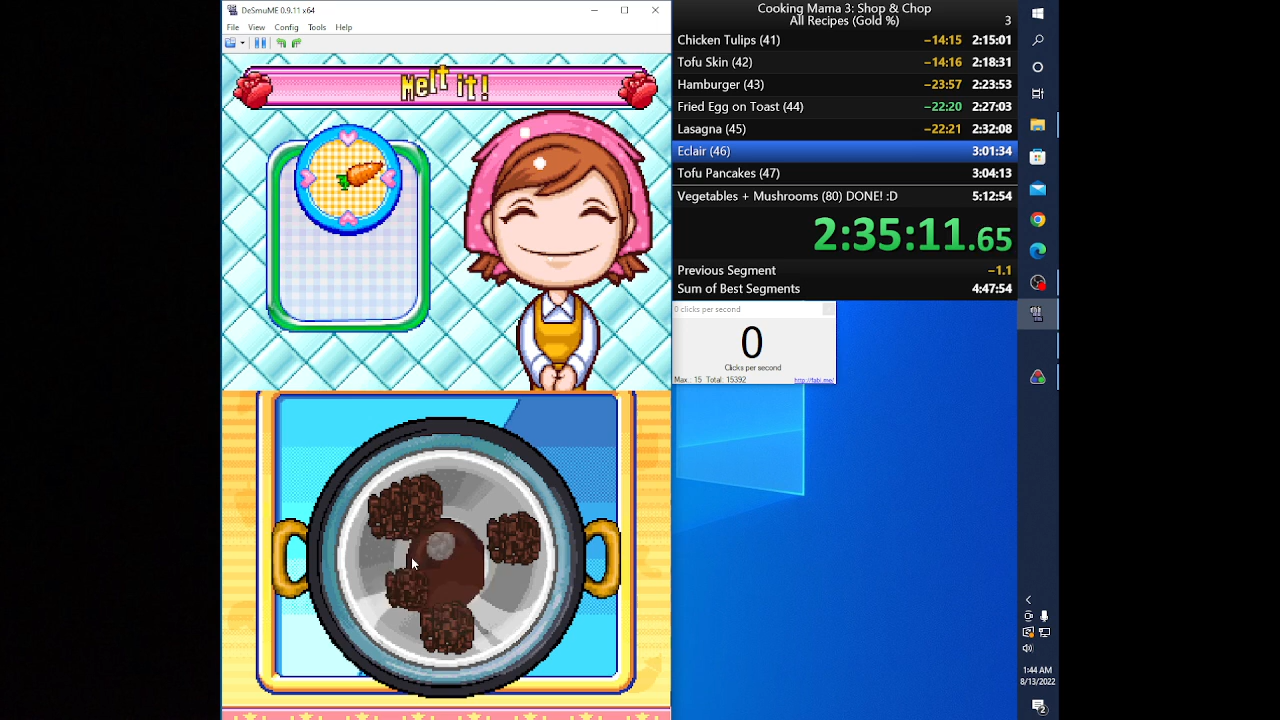 DeSmuME 0.9.11 x64
File View Config Tools Help
Melt it!
Cooking Mama 3: Shop & Chop
All Recipes (Gold %) 3
Chicken Tulips (41) −14:15 2:15:01
Tofu Skin (42) −14:16 2:18:31
Hamburger (43) −23:57 2:23:53
Fried Egg on Toast (44) −22:20 2:27:03
Lasagna (45) −22:21 2:32:08
Eclair (46) 3:01:34
Tofu Pancakes (47) 3:04:13
Vegetables + Mushrooms (80) DONE! :D 5:12:54
2:35:11.65
Previous Segment −1.1
Sum of Best Segments 4:47:54
0 clicks per second
0
Clicks per second
Max.: 15 Total: 15392 http://fabi.me/
1:44 AM
8/13/2022
2